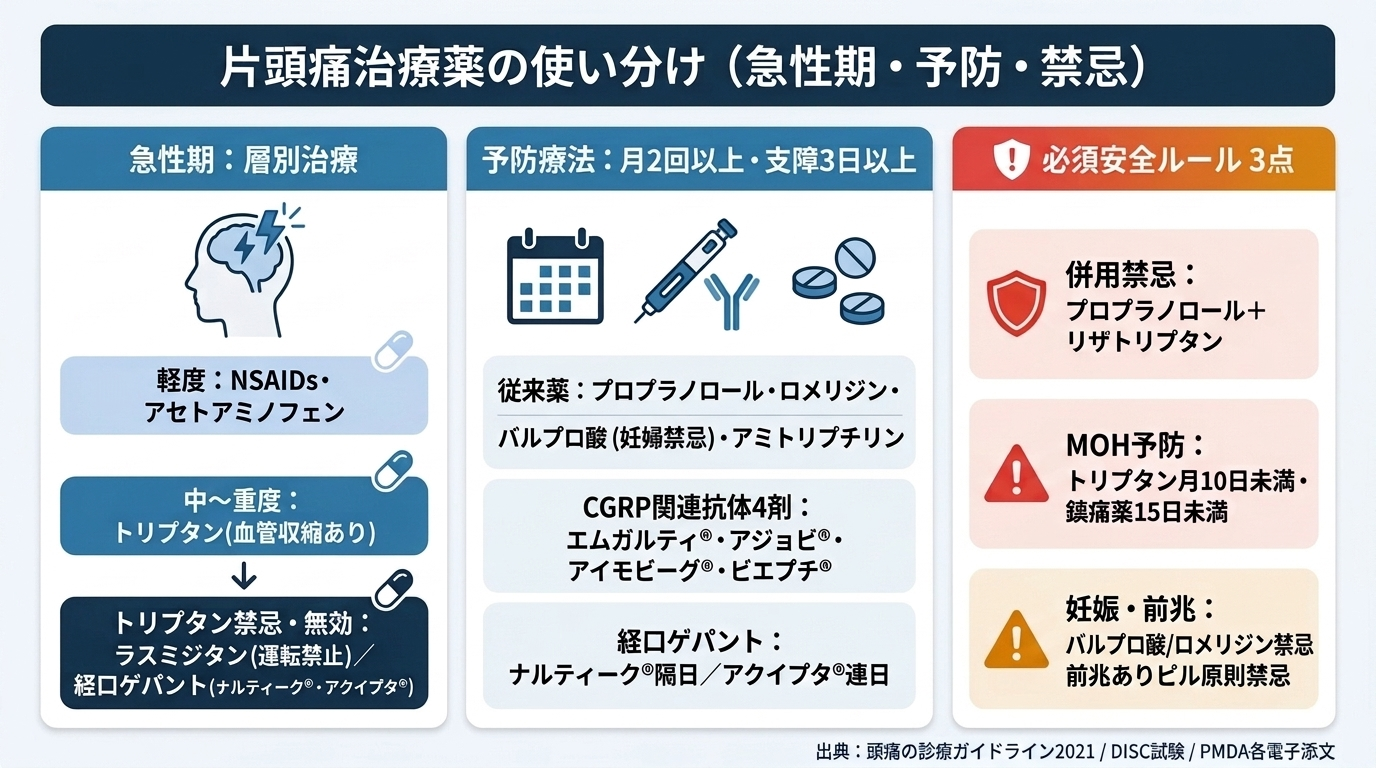 片頭痛治療薬の使い分け（急性期・予防・禁忌）
急性期：層別治療
軽度：NSAIDs・
アセトアミノフェン
中～重度：
トリプタン(血管収縮あり)
トリプタン禁忌・無効：
ラスミジタン(運転禁止)／
経口ゲパント(ナルティーク®・アクイプタ®)
予防療法：月2回以上・支障3日以上
従来薬：プロプラノロール・ロメリジン・
バルプロ酸 (妊婦禁忌)・アミトリプチリン
CGRP関連抗体4剤：
エムガルティ®・アジョビ®・
アイモビーグ®・ビエプチ®
経口ゲパント：
ナルティーク®隔日／アクイプタ®連日
必須安全ルール 3点
併用禁忌：
プロプラノロール＋
リザトリプタン
MOH予防：
トリプタン月10日未満・
鎮痛薬15日未満
妊娠・前兆：
バルプロ酸/ロメリジン禁忌
前兆ありピル原則禁忌
出典：頭痛の診療ガイドライン2021 / DISC試験 / PMDA各電子添文